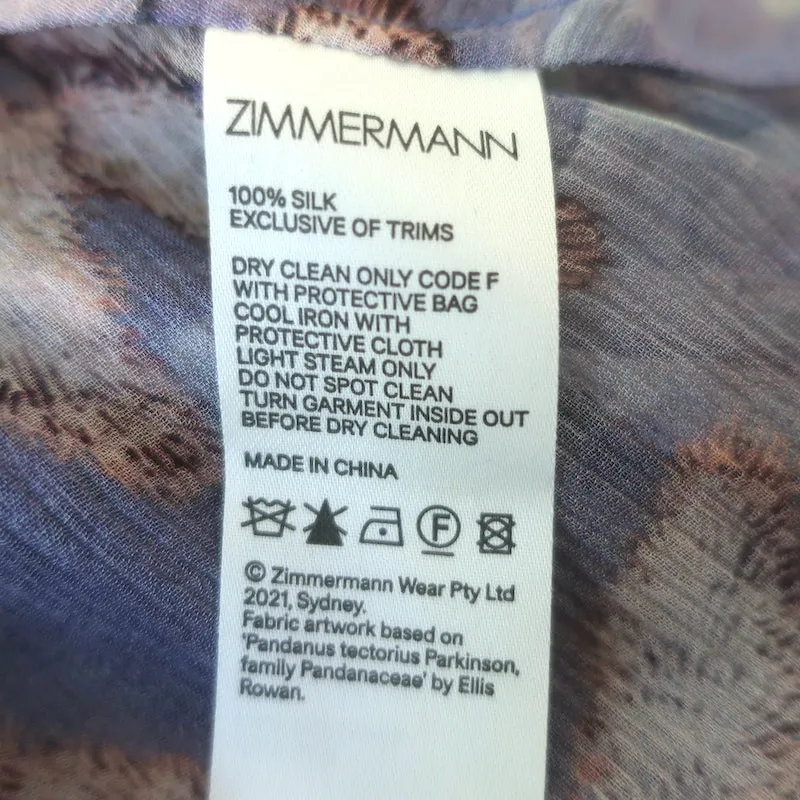 ZIMMERMANN
100% SILK
EXCLUSIVE OF TRIMS
DRY CLEAN ONLY CODE F
WITH PROTECTIVE BAG
COOL IRON WITH
PROTECTIVE CLOTH
LIGHT STEAM ONLY
DO NOT SPOT CLEAN
TURN GARMENT INSIDE OUT
BEFORE DRY CLEANING
MADE IN CHINA
F
© Zimmermann Wear Pty Ltd
2021, Sydney.
Fabric artwork based on
'Pandanus tectorius Parkinson,
family Pandanaceae' by Ellis
Rowan.